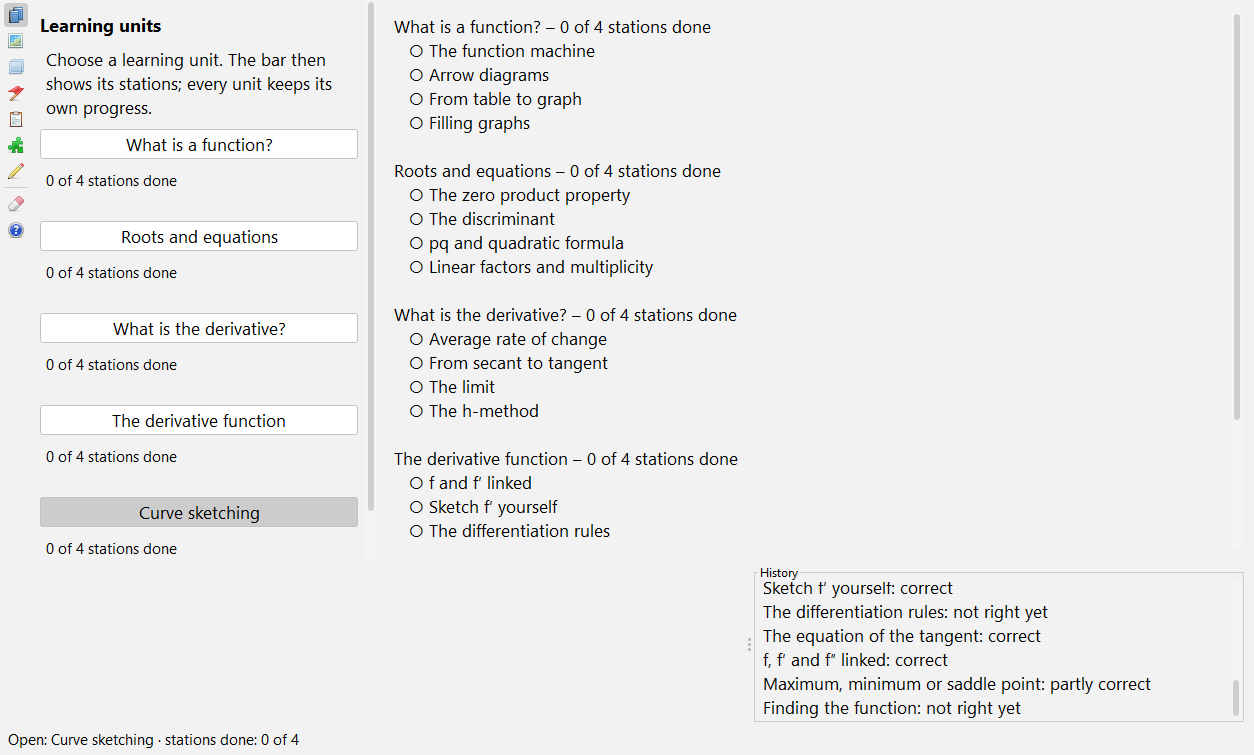 Learning units
Choose a learning unit. The bar then
shows its stations; every unit keeps its
own progress.
What is a function?
0 of 4 stations done
Roots and equations
0 of 4 stations done
What is the derivative?
0 of 4 stations done
The derivative function
0 of 4 stations done
Curve sketching
0 of 4 stations done
What is a function? – 0 of 4 stations done
○ The function machine
○ Arrow diagrams
○ From table to graph
○ Filling graphs
Roots and equations – 0 of 4 stations done
○ The zero product property
○ The discriminant
○ pq and quadratic formula
○ Linear factors and multiplicity
What is the derivative? – 0 of 4 stations done
○ Average rate of change
○ From secant to tangent
○ The limit
○ The h-method
The derivative function – 0 of 4 stations done
○ f and f′ linked
○ Sketch f′ yourself
○ The differentiation rules
History
Sketch f′ yourself: correct
The differentiation rules: not right yet
The equation of the tangent: correct
f, f′ and f″ linked: correct
Maximum, minimum or saddle point: partly correct
Finding the function: not right yet
Open: Curve sketching · stations done: 0 of 4